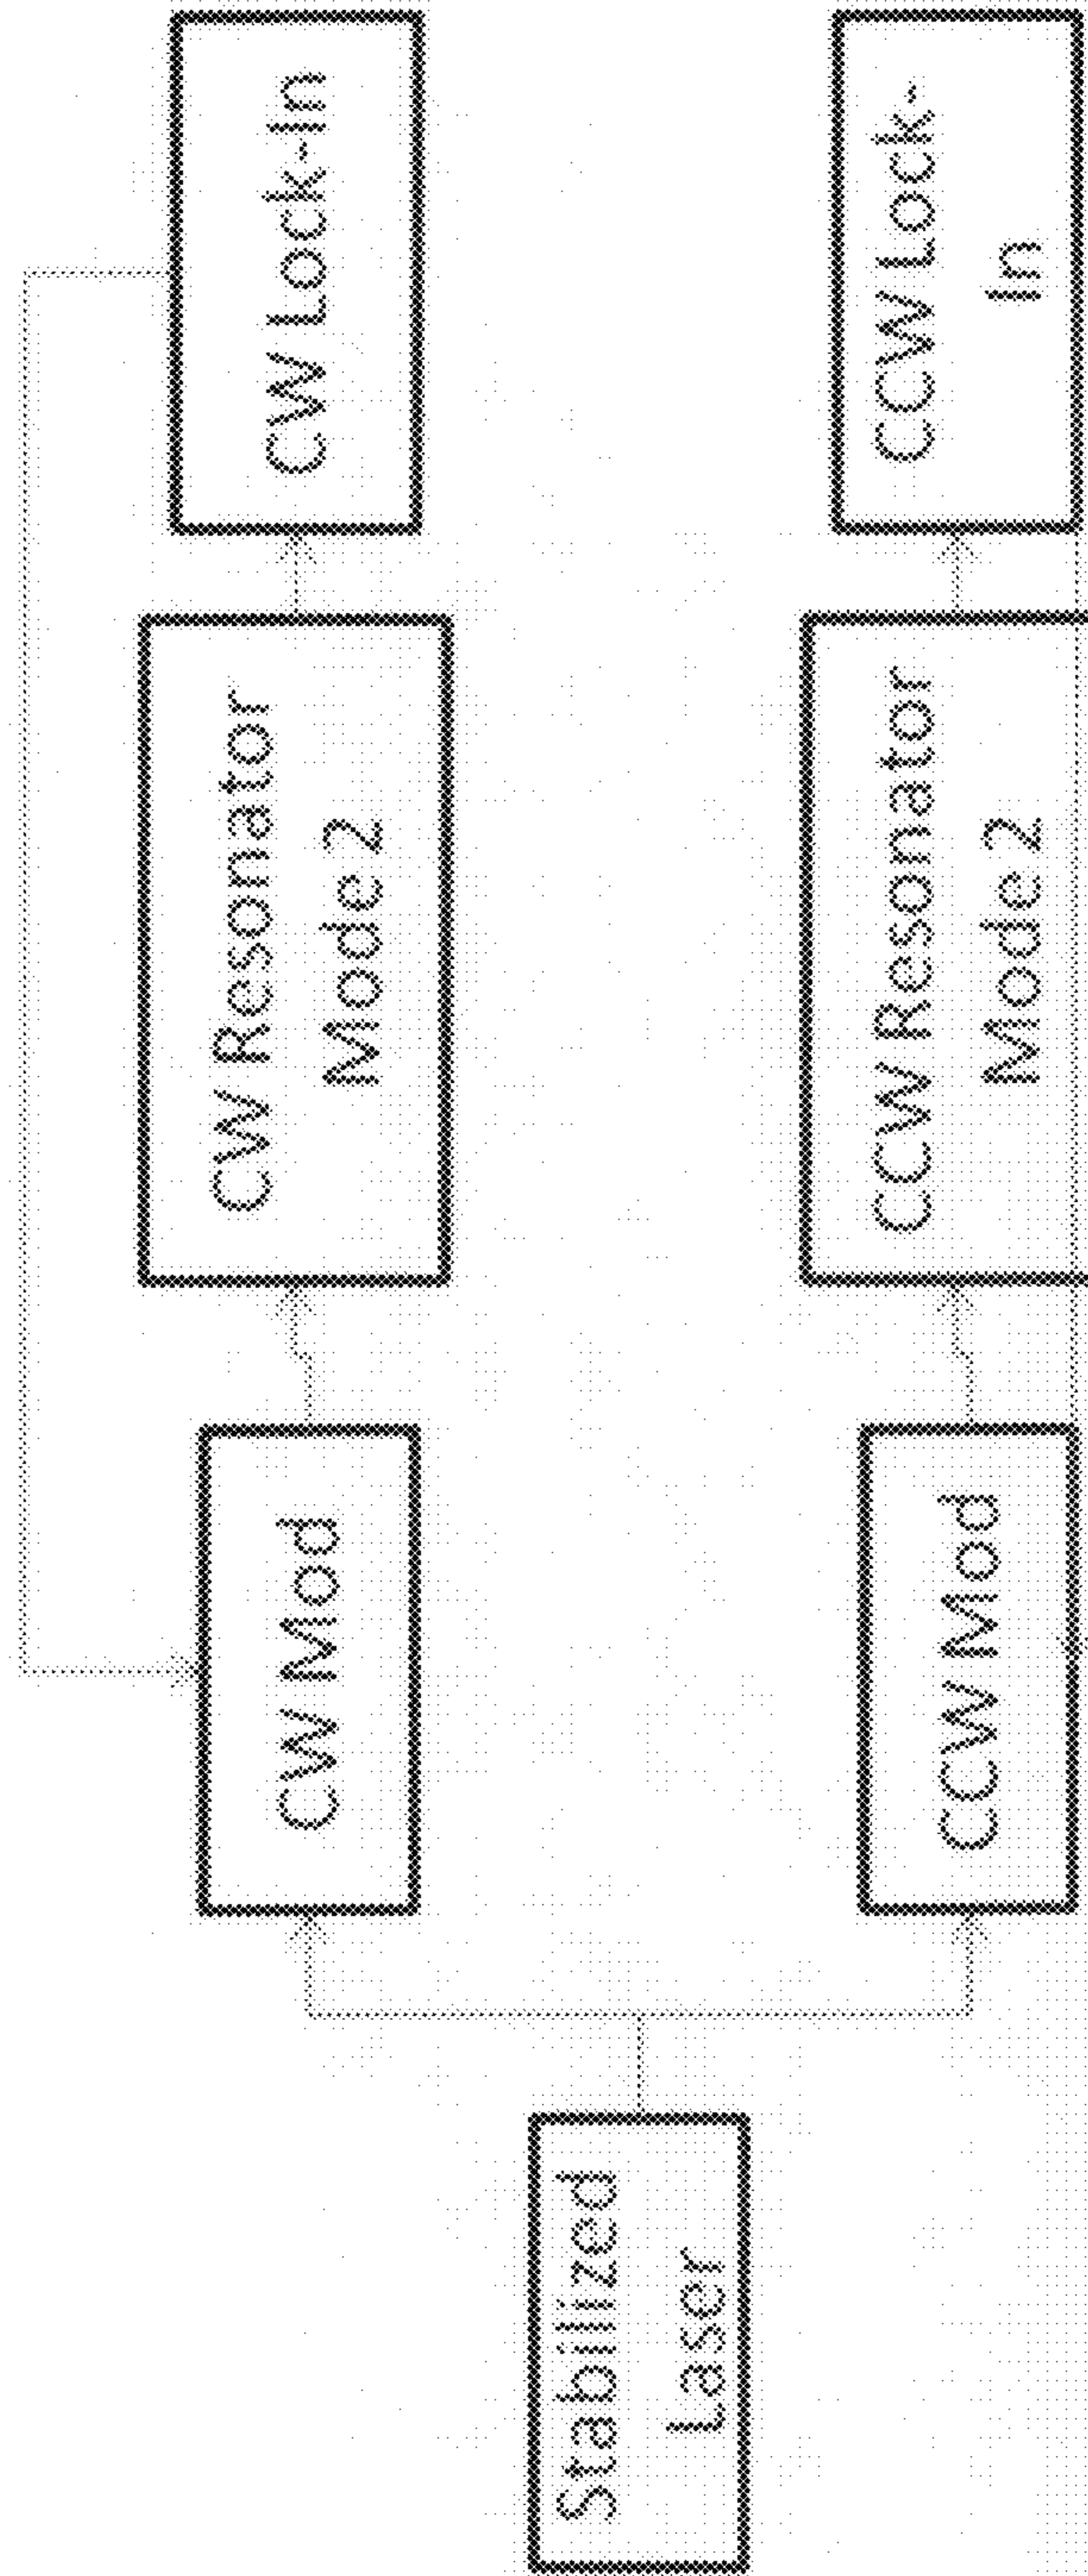 CW Mod
CW Resonator
Mode 2
CW Lock-In
Stabilized
Laser
CCW Mod
CCW Resonator
Mode 2
CCW Lock-
In